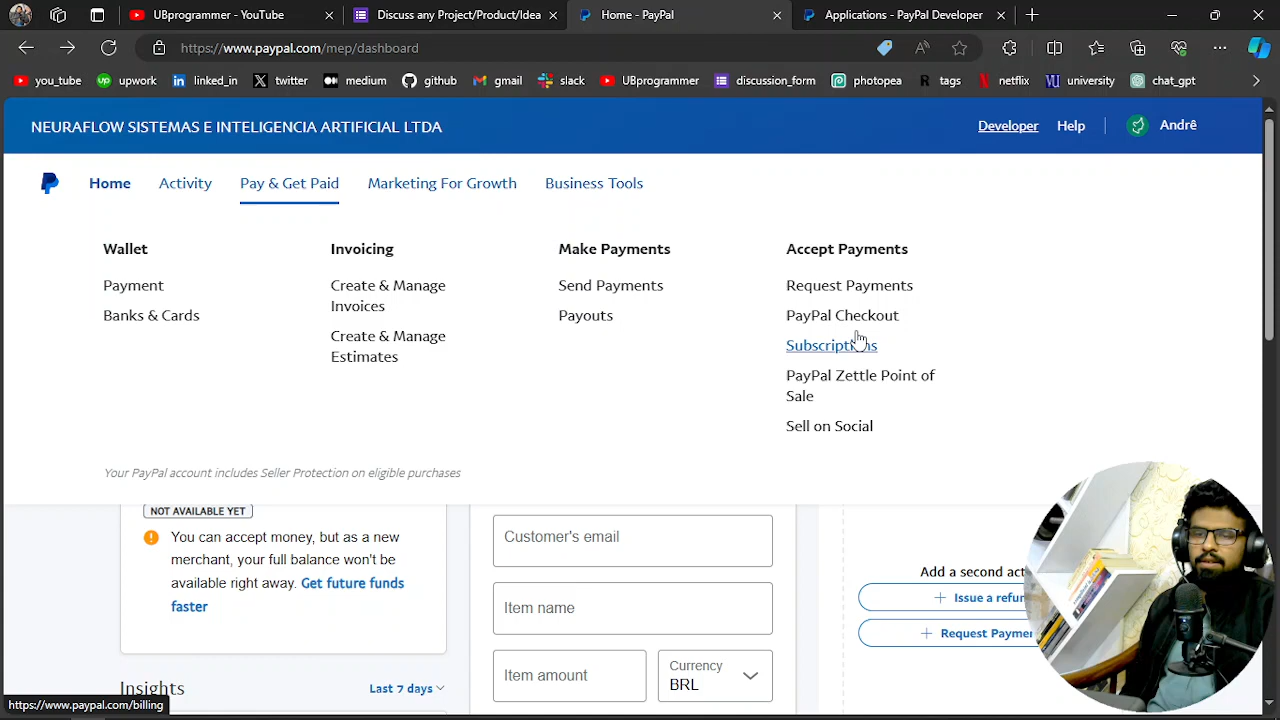 UBprogrammer - YouTube
Discuss any Project/Product/Idea
Home - PayPal
Applications - PayPal Developer
https://www.paypal.com/mep/dashboard
you_tube
upwork
linked_in
twitter
medium
github
gmail
slack
UBprogrammer
discussion_form
phopea
tags
netflix
university
chat_gpt
NEURAFLOW SISTEMAS E INTELIGENCIA ARTIFICIAL LTDA
Developer
Help
Andrê
Home
Activity
Pay & Get Paid
Marketing For Growth
Business Tools
Wallet
Payment
Banks & Cards
Invoicing
Create & Manage
Invoices
Create & Manage
Estimates
Make Payments
Send Payments
Payouts
Accept Payments
Request Payments
PayPal Checkout
Subscriptions
PayPal Zettle Point of
Sale
Sell on Social
Your PayPal account includes Seller Protection on eligible purchases
NOT AVAILABLE YET
You can accept money, but as a new
merchant, your full balance won't be
available right away. Get future funds
faster
Insights
Last 7 days
Customer's email
Item name
Item amount
Currency
BRL
Add a second act
Issue a refun
Request Paymer
https://www.paypal.com/billing